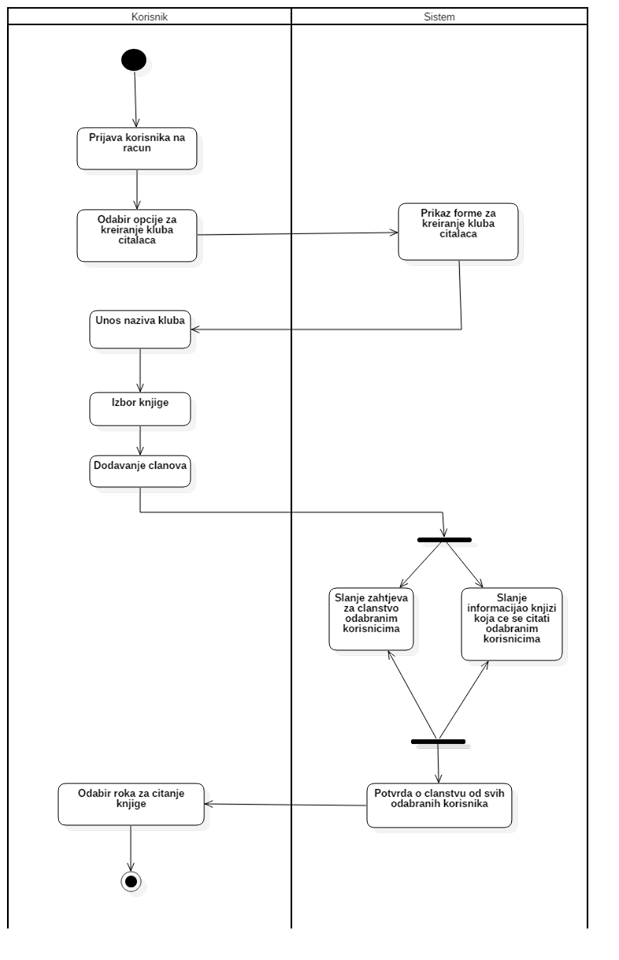 Korisnik
Sistem
Prijava korisnika na
racun
Odabir opcije za
kreiranje kluba
citalaca
Prikaz forme za
kreiranje kluba
citalaca
Unos naziva kluba
Izbor knjige
Dodavanje clanova
Slanje zahtjeva
za clanstvo
odabranim
korisnicima
Slanje
informacijao knjizi
koja ce se citati
odabranim
korisnicima
Potvrda o clanstvu od svih
odabranih korisnika
Odabir roka za citanje
knjige